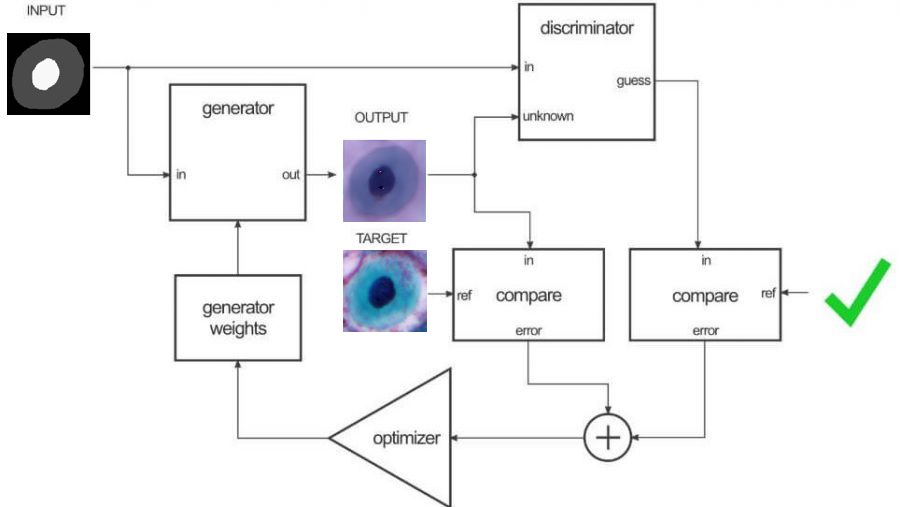 INPUT
discriminator
in
guess
generator
OUTPUT
unknown
in
out
TARGET
in
in
generator
weights
ref
compare
compare
ref
error
error
optimizer
+